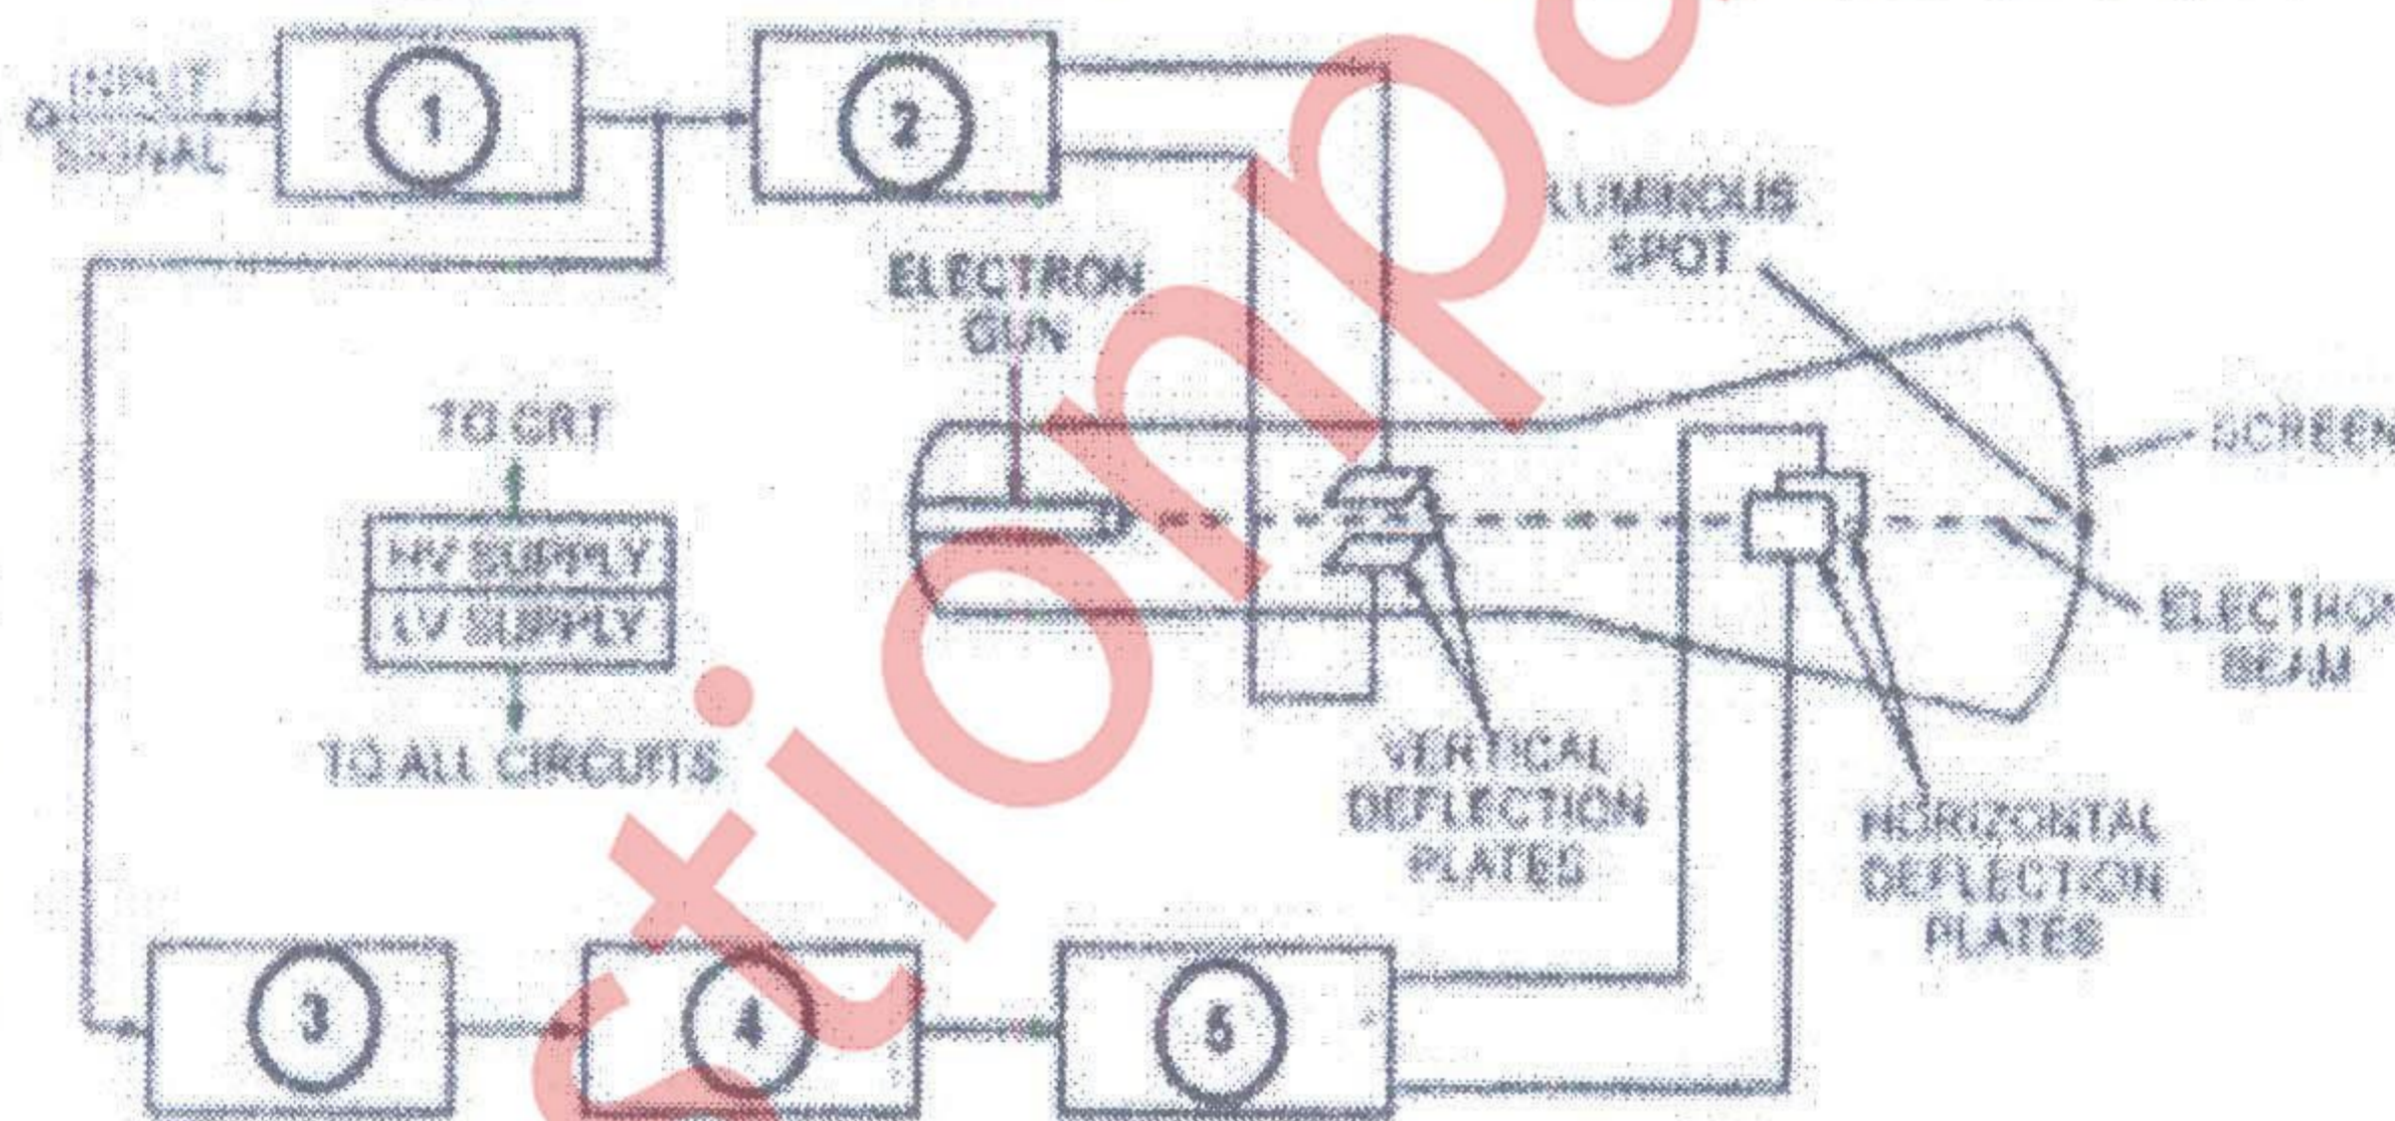 INPUT
SIGNAL
1
2
ELECTRON
GUN
LUMINOUS
SPOT
TO CRT
HV SUPPLY
LV SUPPLY
TO ALL CIRCUITS
SCREEN
ELECTRON
BEAM
VERTICAL
DEFLECTION
PLATES
HORIZONTAL
DEFLECTION
PLATES
3
4
5
stionpa